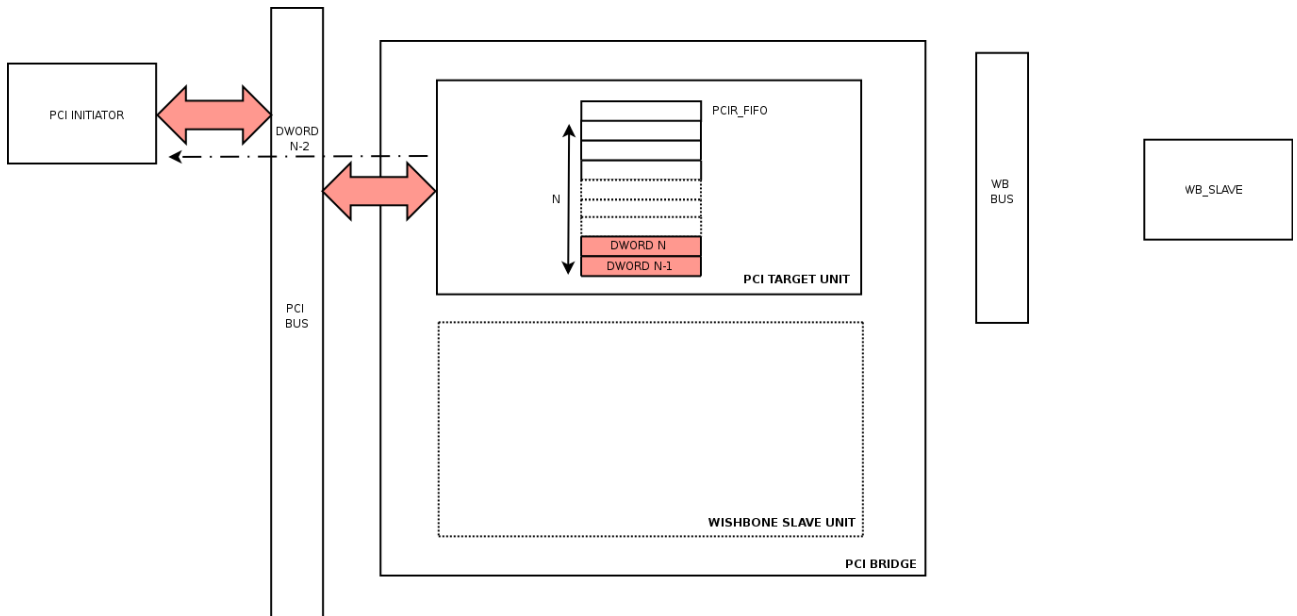 PCI INITIATOR
DWORD
N-2
PCIR_FIFO
N
DWORD N
DWORD N-1
PCI TARGET UNIT
WB
BUS
WB_SLAVE
PCI
BUS
WISHBONE SLAVE UNIT
PCI BRIDGE